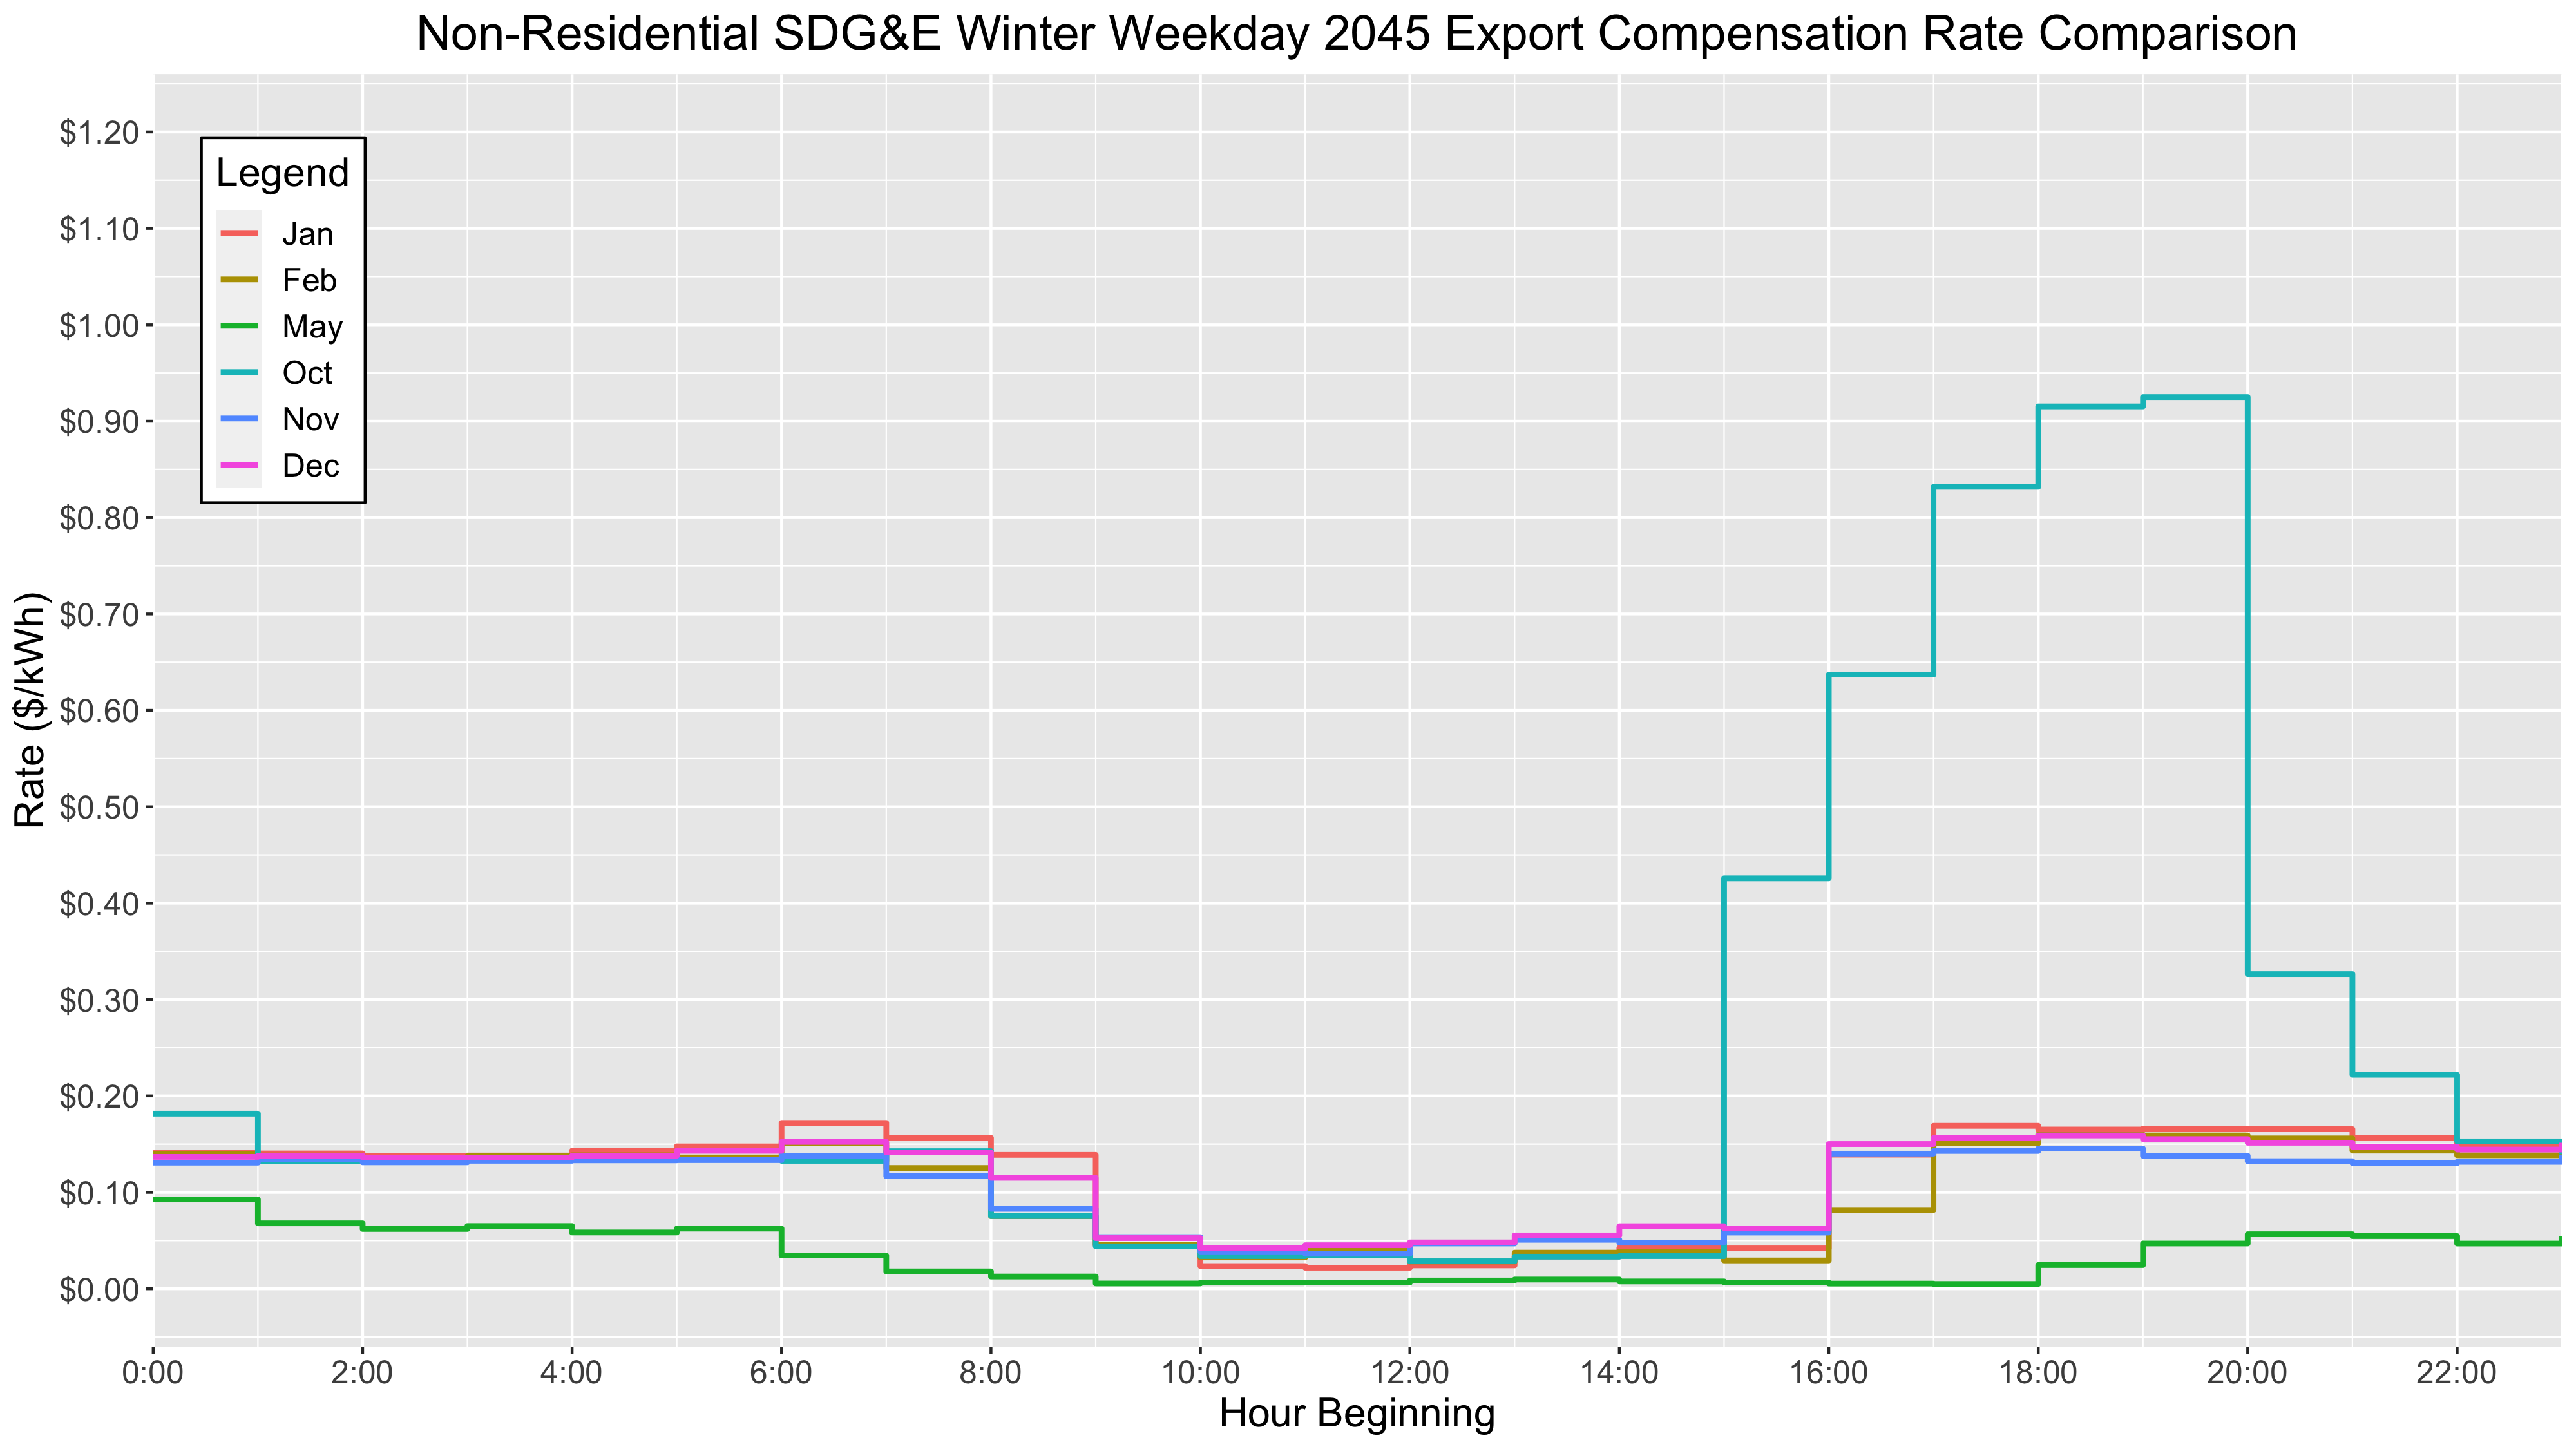 Non-Residential SDG&E Winter Weekday 2045 Export Compensation Rate Comparison
Legend
Jan
Feb
May
Oct
Nov
Dec
Rate ($/kWh)
$1.20
$1.10
$1.00
$0.90
$0.80
$0.70
$0.60
$0.50
$0.40
$0.30
$0.20
$0.10
$0.00
0:00 2:00 4:00 6:00 8:00 10:00 12:00 14:00 16:00 18:00 20:00 22:00
Hour Beginning